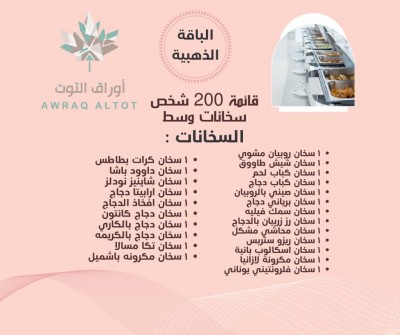 الباقة
الذهبية
أوراق التوت
AWRAQ ALTOT
قائمة 200 شخص
سخانات وسط
السخانات :
١ سخان روبيان مشوي
١ سخان شيش طاووق
١ سخان كباب لحم
١ سخان كباب دجاج
١ سخان صيني بالروبيان
١ سخان برياني دجاج
١ سخان سمك فيليه
١ سخان رز زربيان بالدجاج
١ سخان محاشي مشكل
١ سخان ريزو ستريس
١ سخان اسكالوب بانية
١ سخان مكرونة لازانيا
١ سخان فلرونتيني يوناني
١ سخان كرات بطاطس
١ سخان داوود باشا
١ سخان شاينيز نودلز
١ سخان ارابيتا دجاج
١ سخان افخاذ الدجاج
١ سخان دجاج كانتون
١ سخان دجاج بالكاري
١ سخان دجاج بالكريمه
١ سخان تكا مسالا
١ سخان مكرونه باشميل